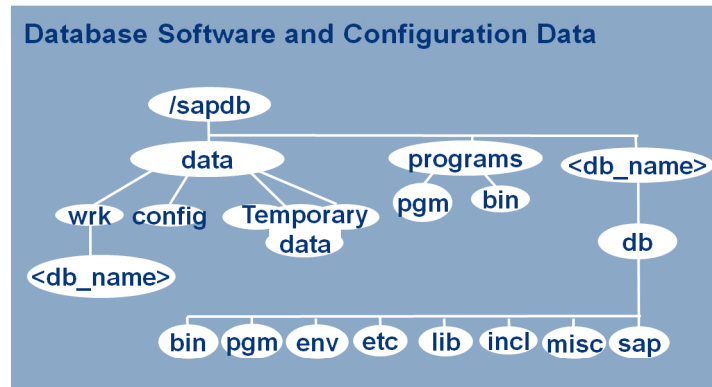 Database Software and Configuration Data
/sapdb
data
programs
<db_name>
wrk
config
Temporary
data
pgm
bin
<db_name>
db
bin
pgm
env
etc
lib
incl
misc
sap